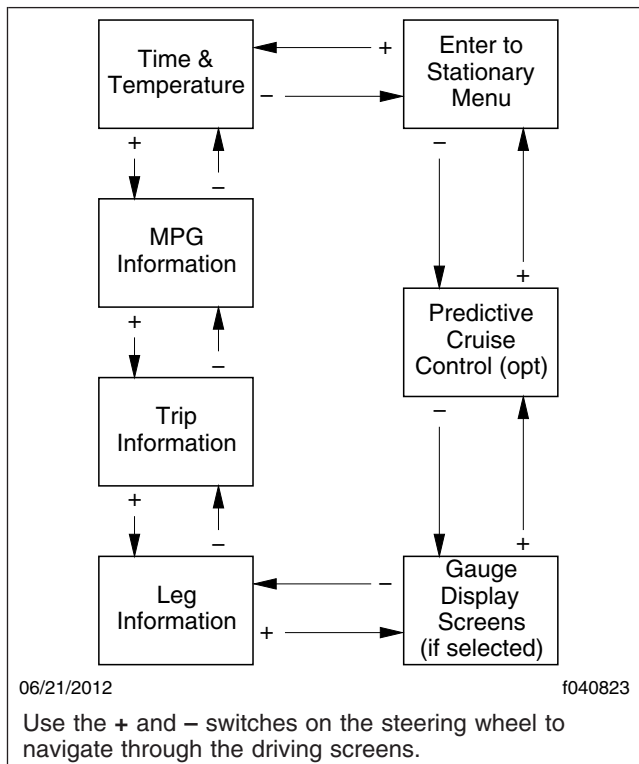 Time &
Temperature
+
–
Enter to
Stationary
Menu
+
–
–
+
MPG
Information
+
–
Predictive
Cruise
Control (opt)
Trip
Information
–
+
–
+
Leg
Information
–
+
Gauge
Display
Screens
(if selected)
06/21/2012
f040823
Use the + and – switches on the steering wheel to
navigate through the driving screens.